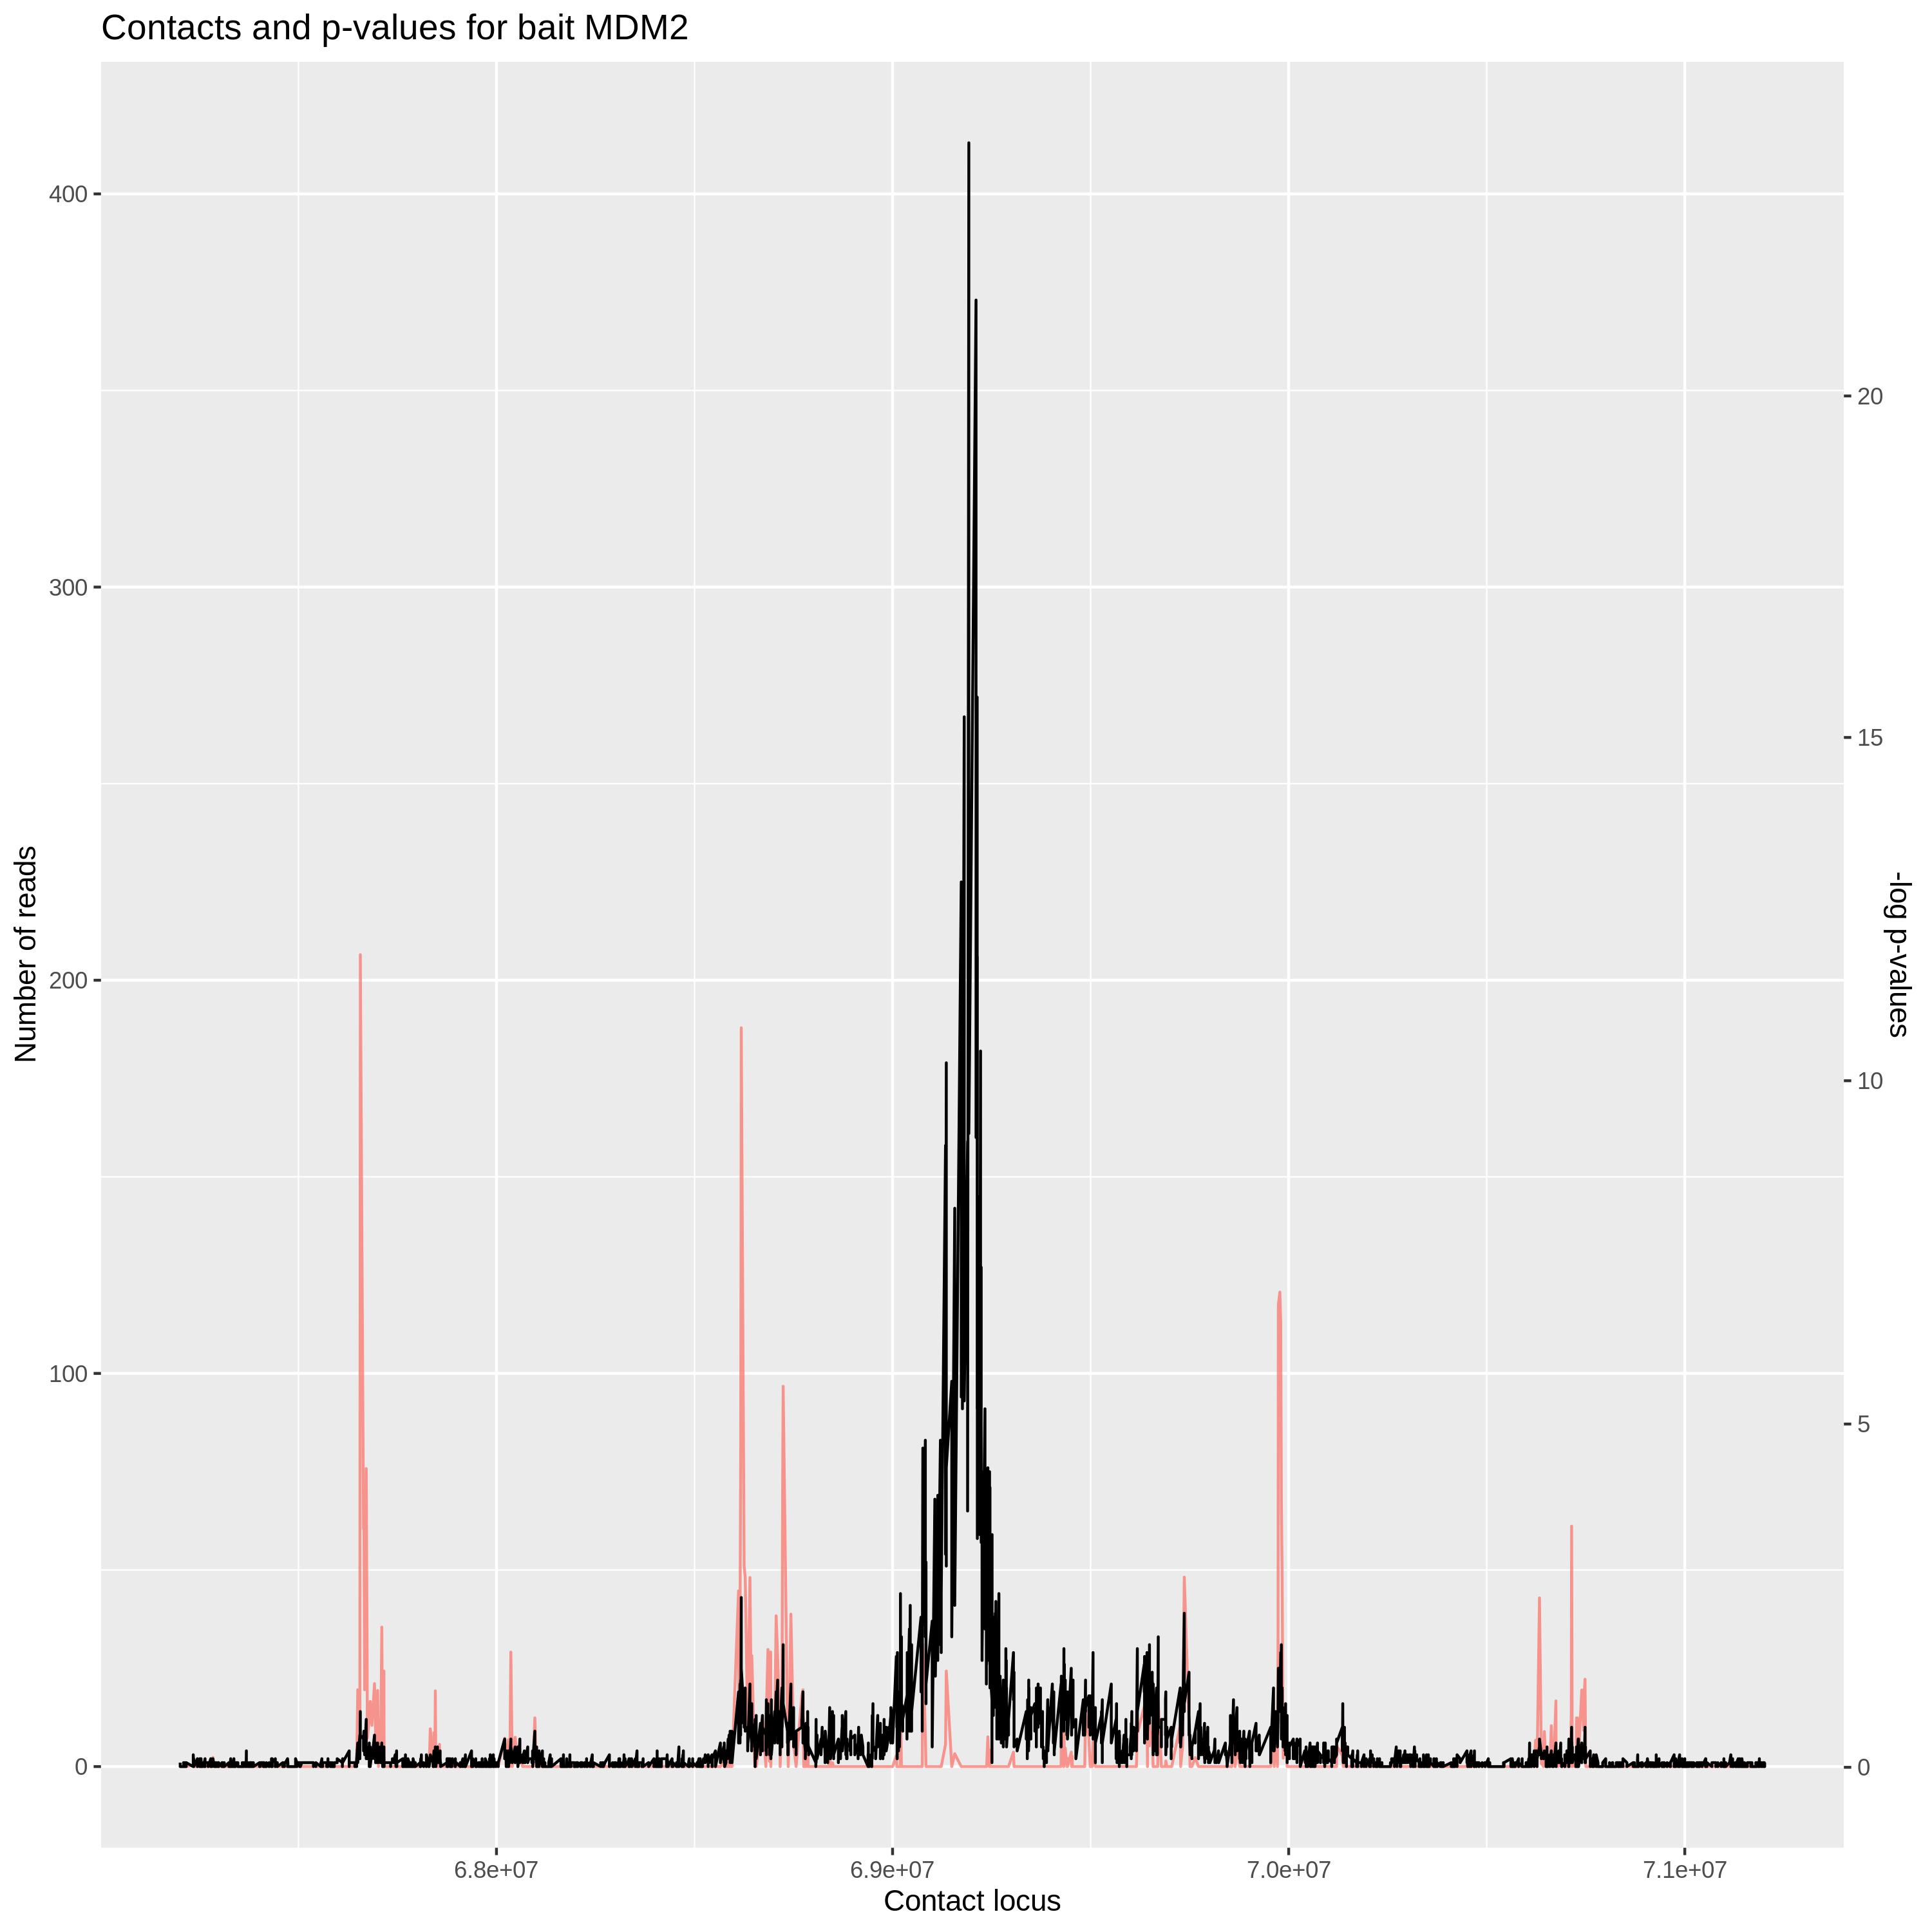 Contacts and p-values for bait MDM2
400
300
200
100
0
Number of reads
20
15
10
5
0
-log p-values
6.8e+07
6.9e+07
7.0e+07
7.1e+07
Contact locus